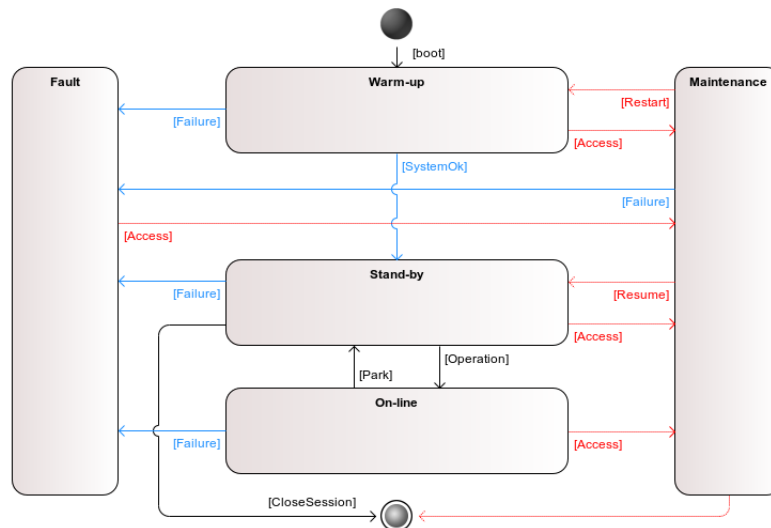 [boot]
Fault
Warm-up
Maintenance
[Failure]
[Restart]
[Access]
[SystemOk]
[Failure]
[Access]
Stand-by
[Failure]
[Resume]
[Access]
[Operation]
[Park]
On-line
[Failure]
[Access]
[CloseSession]